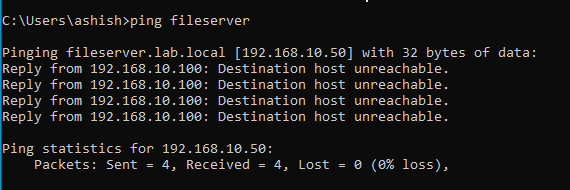 C:\Users\ashish>ping fileserver
Pinging fileserver.lab.local [192.168.10.50] with 32 bytes of data:
Reply from 192.168.10.100: Destination host unreachable.
Reply from 192.168.10.100: Destination host unreachable.
Reply from 192.168.10.100: Destination host unreachable.
Reply from 192.168.10.100: Destination host unreachable.
Ping statistics for 192.168.10.50:
    Packets: Sent = 4, Received = 4, Lost = 0 (0% loss),